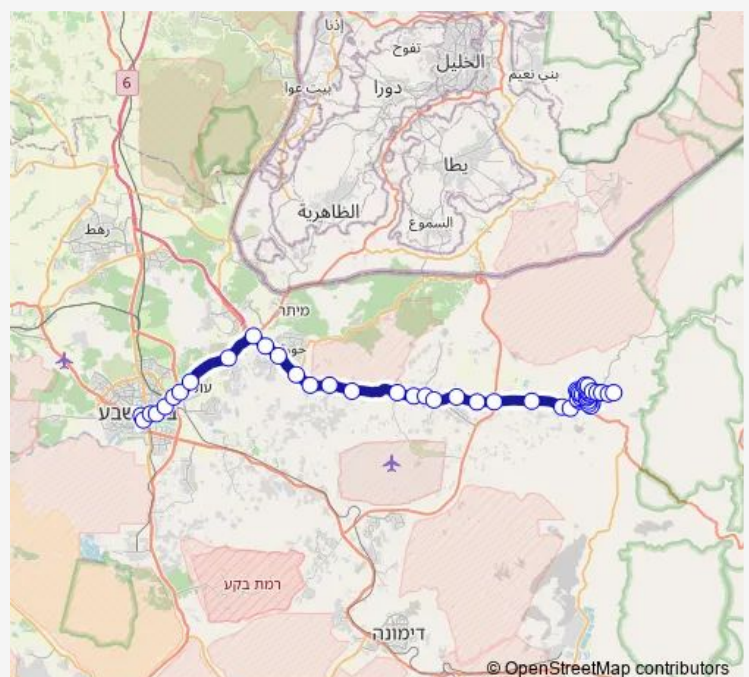 إذنا
تفوح
الخليل
بني نعيم
دورا
بيت عوا
6
يطا
الظاهرية
السموع
רהט
מיתר
רמת בקע
דימונה
© OpenStreetMap contributors